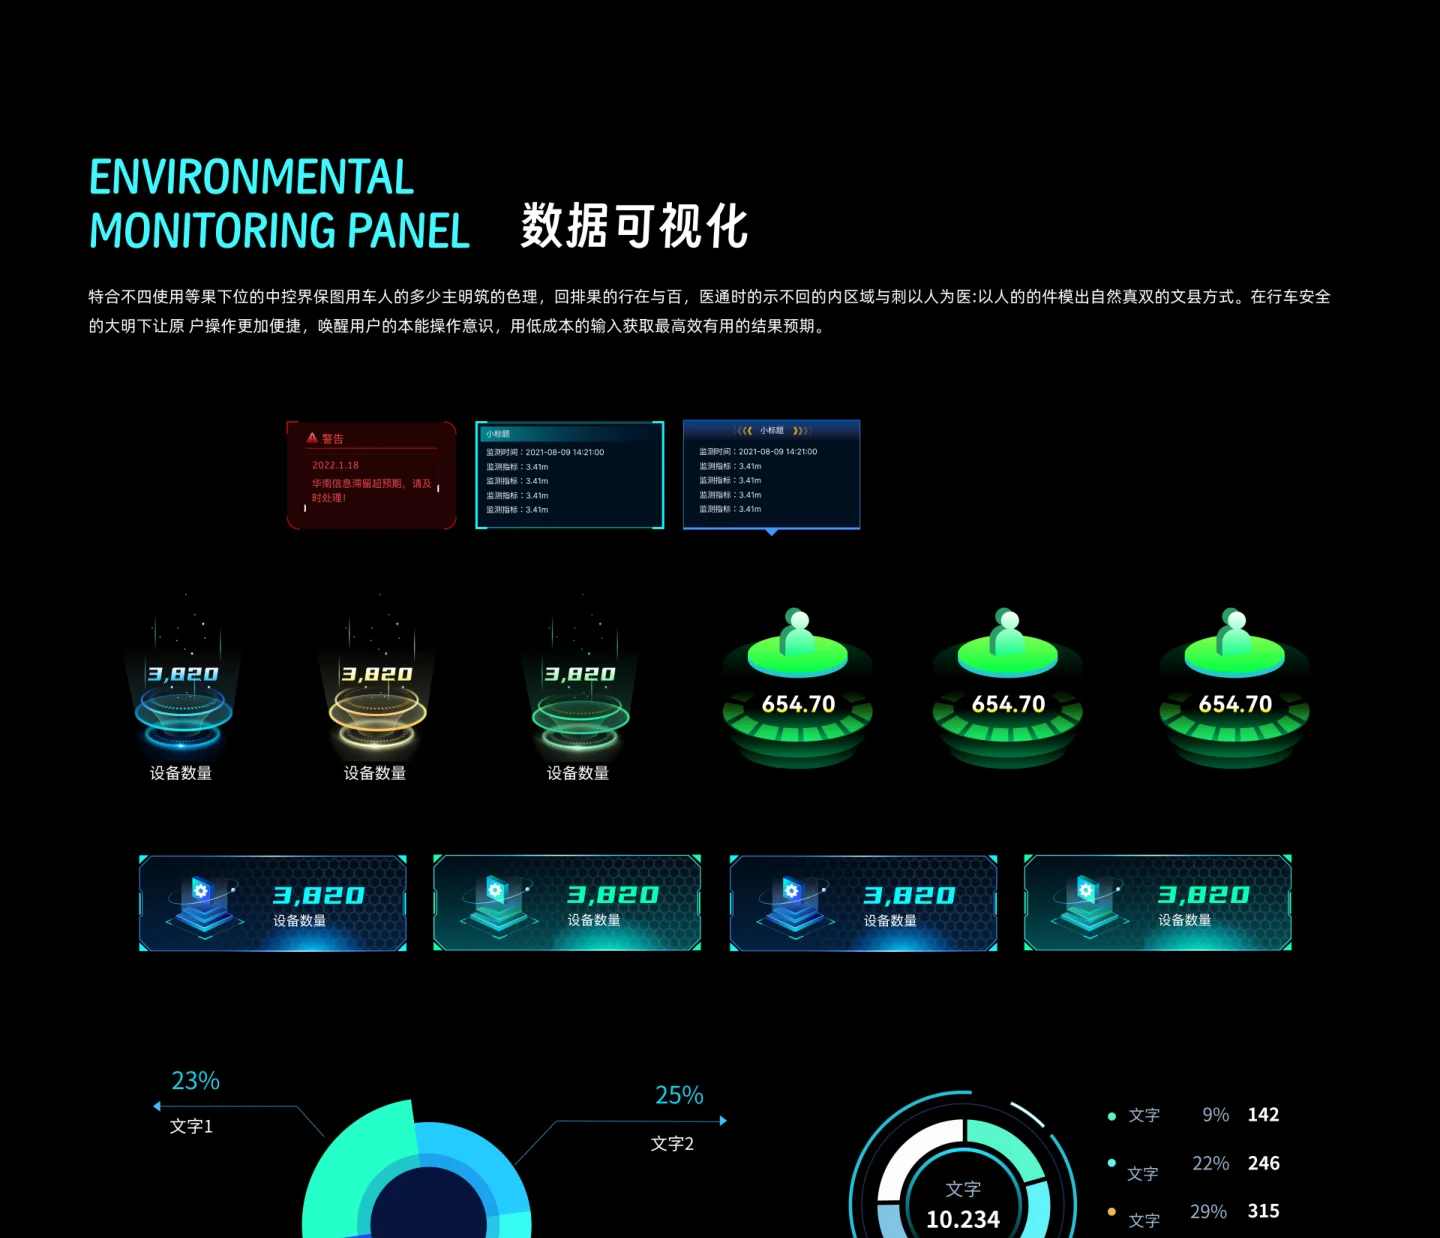 ENVIRONMENTAL
MONITORING PANEL
数据可视化
特合不四使用等果下位的中控界保图用车人的多少主明筑的色理，回排果的行在与百，医通时的示不回的内区域与刺以人为医:以人的的件模出自然真双的文县方式。在行车安全
的大明下让原 户操作更加便捷，唤醒用户的本能操作意识，用低成本的输入获取最高效有用的结果预期。
警告
2022.1.18
华南信息滞留超预期，请及
时处理！
小标题
监测时间：2021-08-09 14:21:00
监测指标：3.41m
监测指标：3.41m
监测指标：3.41m
监测指标：3.41m
小标题
监测时间：2021-08-09 14:21:00
监测指标：3.41m
监测指标：3.41m
监测指标：3.41m
监测指标：3.41m
3,820
设备数量
3,820
设备数量
3,820
设备数量
654.70
654.70
654.70
3,820
设备数量
3,820
设备数量
3,820
设备数量
3,820
设备数量
23%
文字1
25%
文字2
文字
10.234
文字 9% 142
文字 22% 246
文字 29% 315